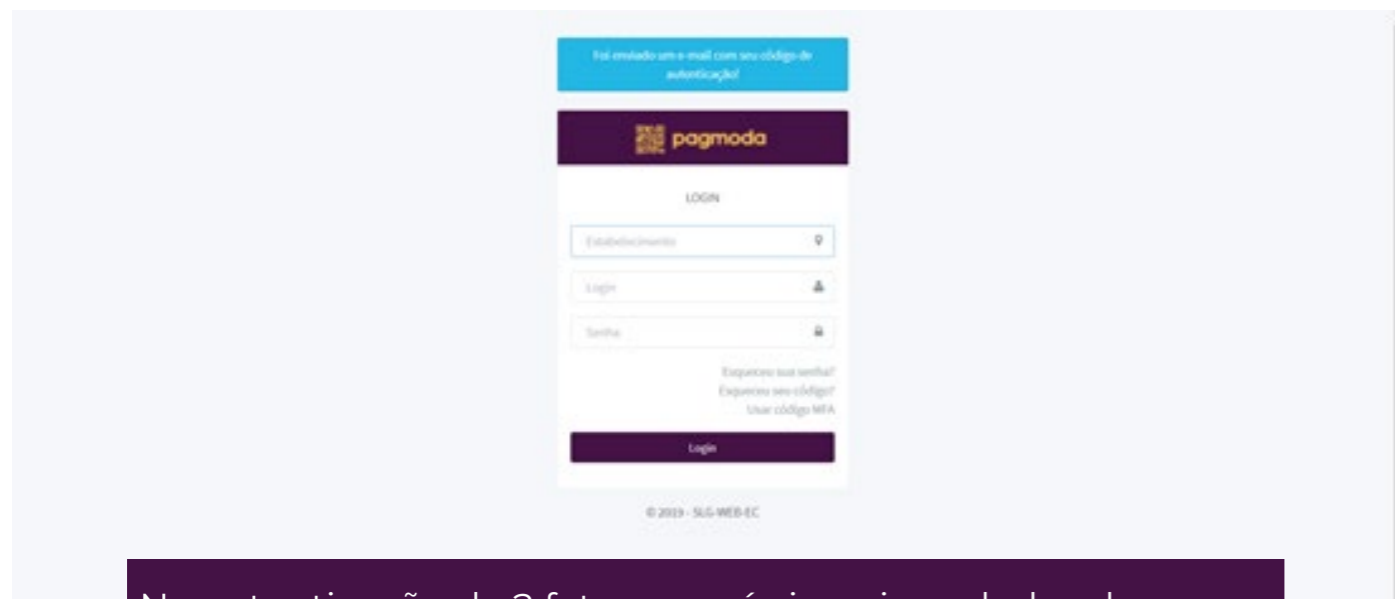 Foi enviado um e-mail com seu código de
autenticação!
pagmoda
LOGIN
Estabelecimento
Login
Senha
Esqueceu sua senha?
Esqueceu seu código?
Usar código MFA
Login
© 2019 - SLG-WEB-EC